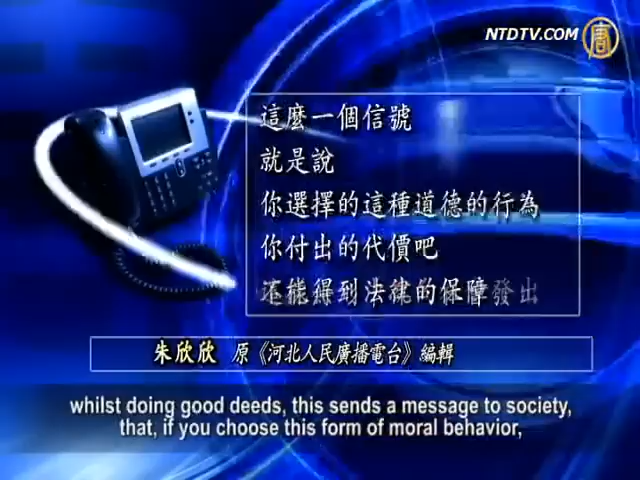 NTDTV.COM
唐
這麼一個信號
就是說
你選擇的這種道德的行為
你付出的代價吧
得到法律的保障
朱欣欣 原《河北人民廣播電台》編輯
whilst doing good deeds, this sends a message to society,
that, if you choose this form of moral behavior,